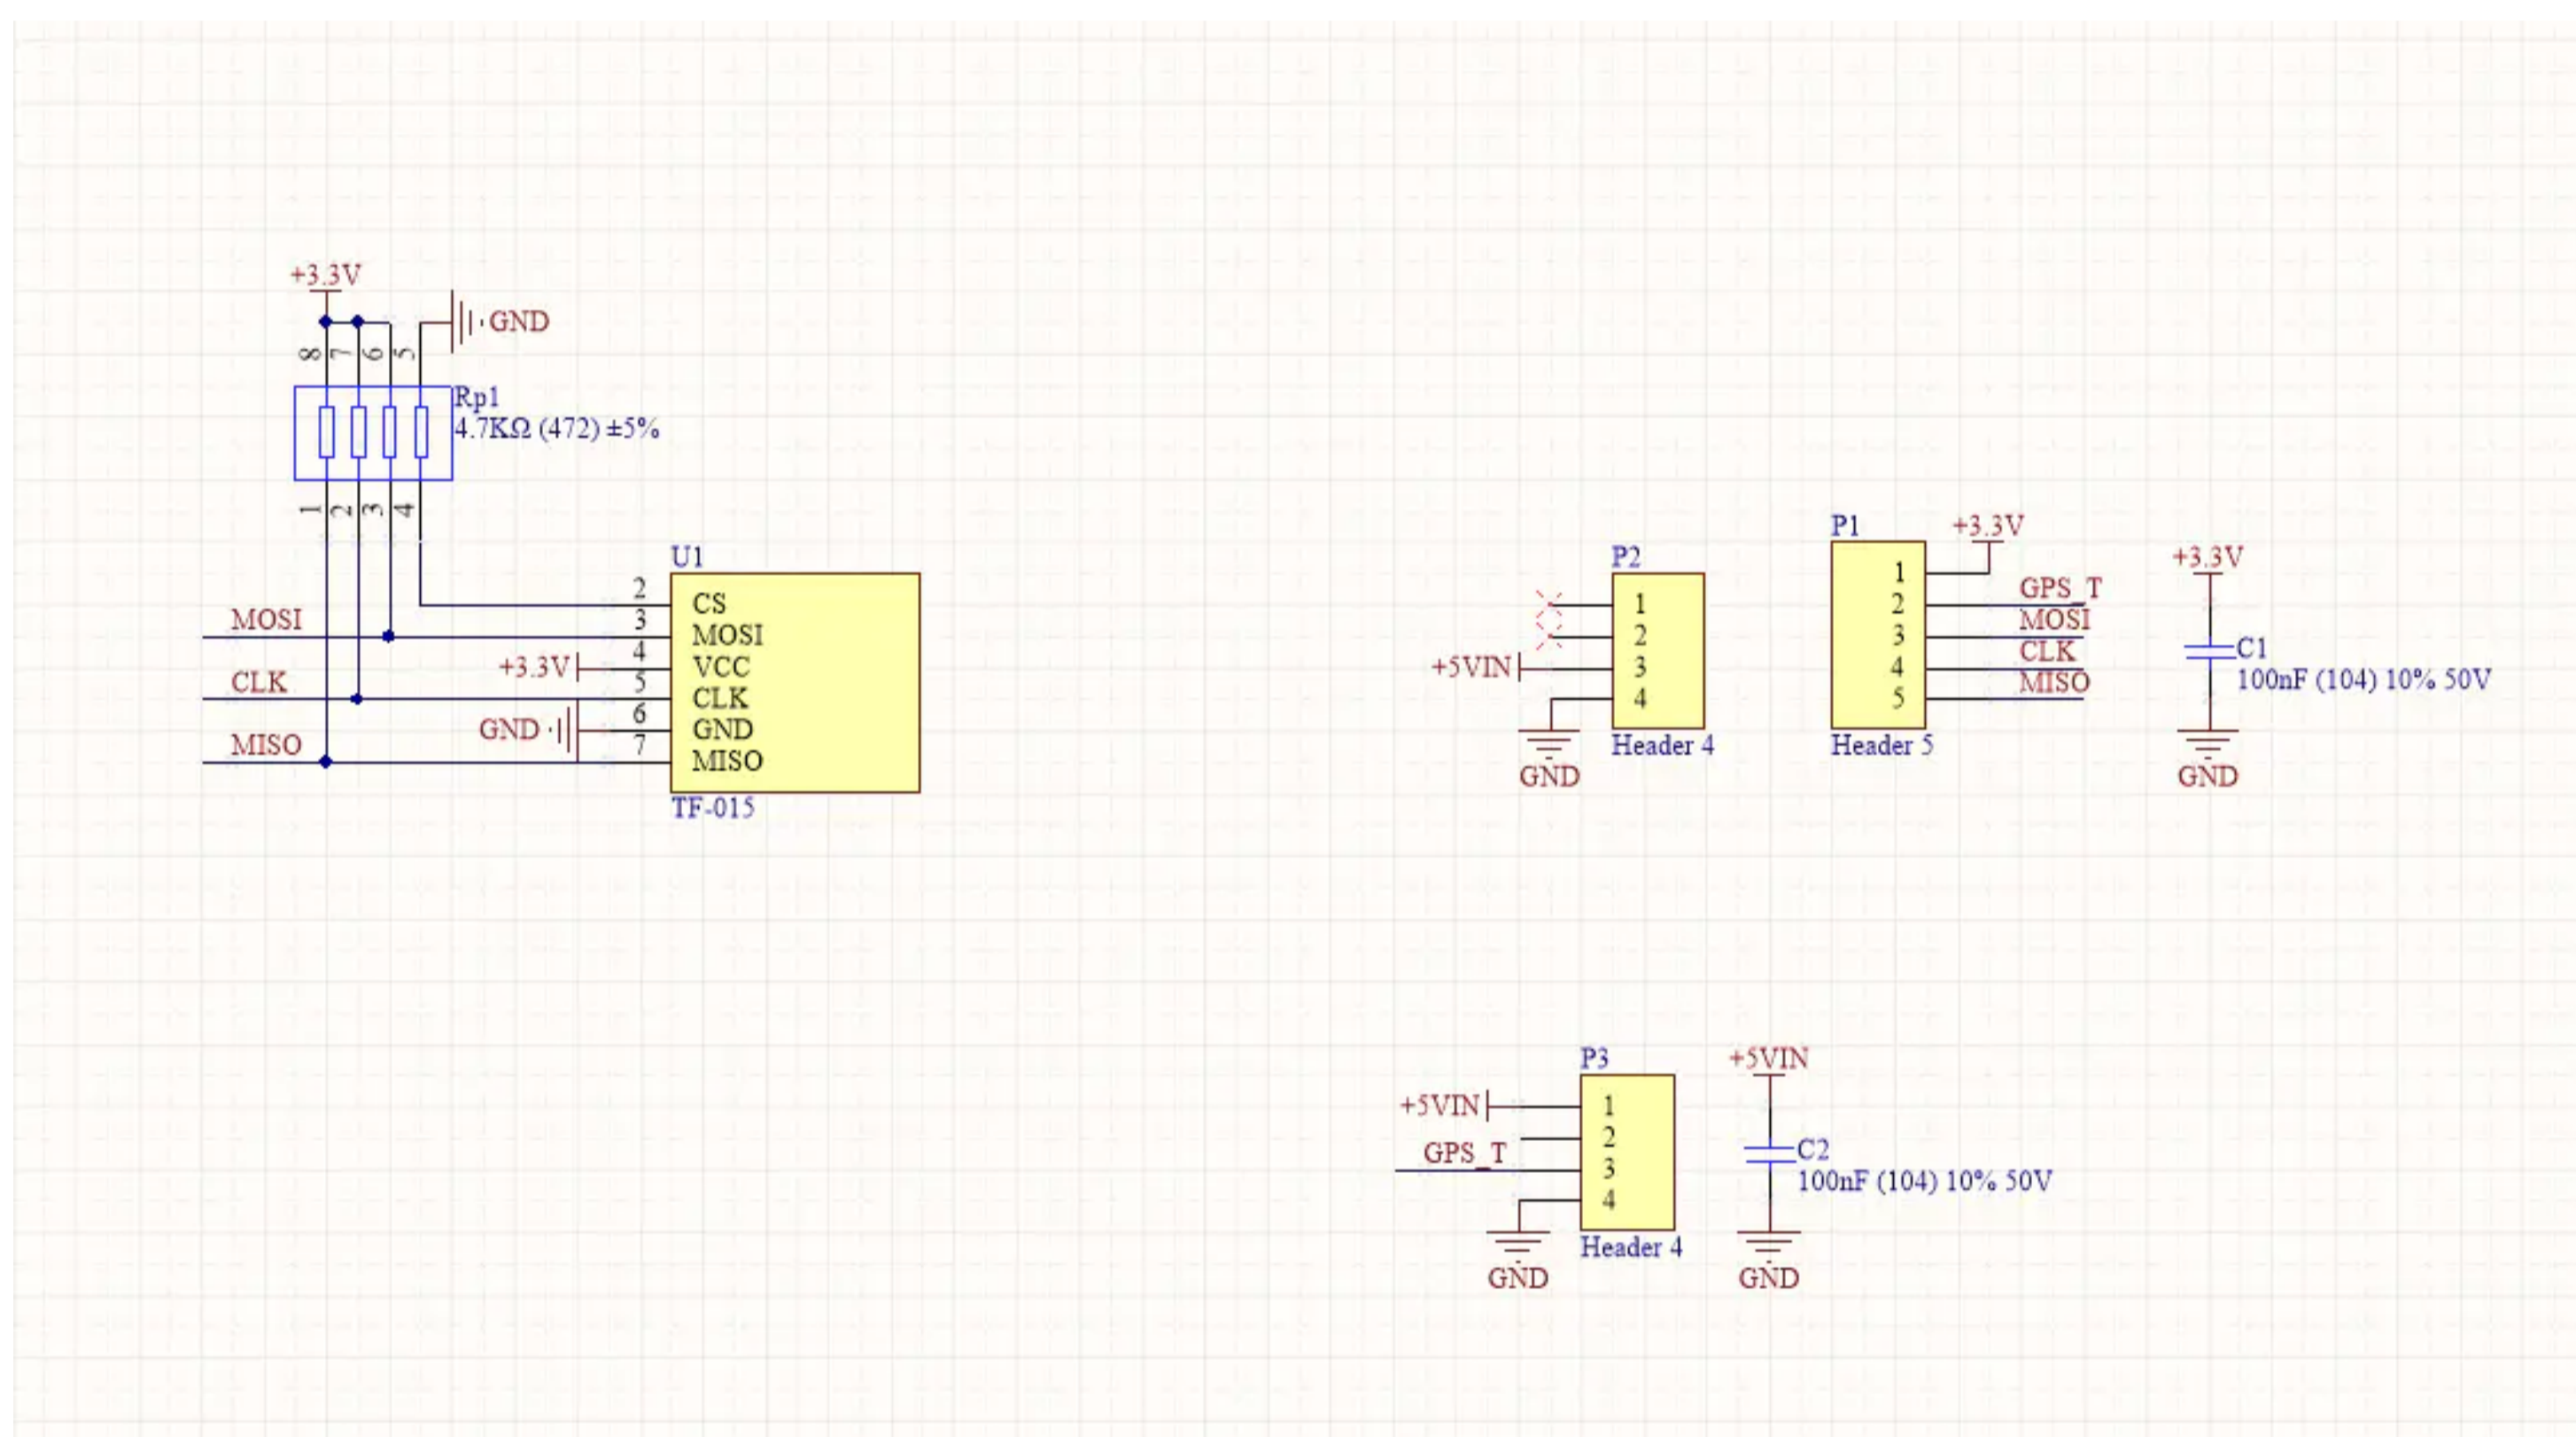 +3.3V
GND
8
7
6
5
Rp1
4.7KΩ (472) ±5%
1
2
3
4
U1
2
CS
MOSI
3
MOSI
+3.3V
4
VCC
CLK
5
CLK
GND
6
GND
MISO
7
MISO
TF-015
P2
1
2
+5VIN
3
4
Header 4
GND
P1
+3.3V
1
GPS_T
2
MOSI
3
CLK
4
MISO
5
Header 5
+3.3V
C1
100nF (104) 10% 50V
GND
P3
+5VIN
1
2
GPS_T
3
4
Header 4
GND
+5VIN
C2
100nF (104) 10% 50V
GND